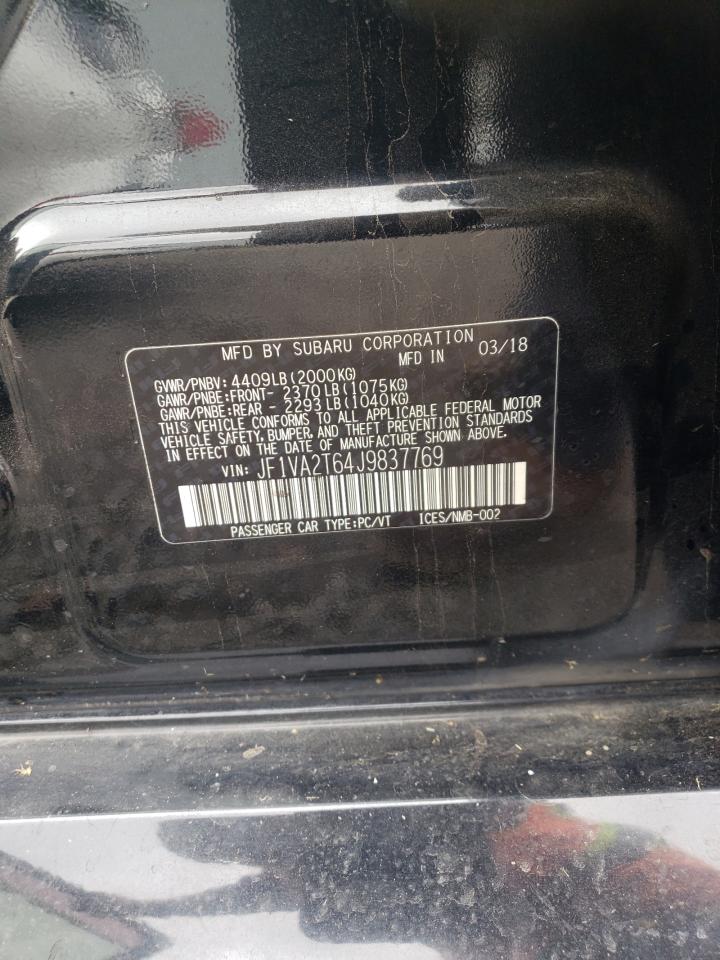 MFD BY SUBARU CORPORATION
MFD IN 03/18
GVWR/PNBV: 4409LB(2000KG)
GAWR/PNBE:FRONT- 2370LB(1075KG)
GAWR/PNBE:REAR - 2293LB(1040KG)
THIS VEHICLE CONFORMS TO ALL APPLICABLE FEDERAL MOTOR
VEHICLE SAFETY, BUMPER, AND THEFT PREVENTION STANDARDS
IN EFFECT ON THE DATE OF MANUFACTURE SHOWN ABOVE.
VIN: JF1VA2T64J9837769
PASSENGER CAR TYPE:PC/VT ICES/NMB-002